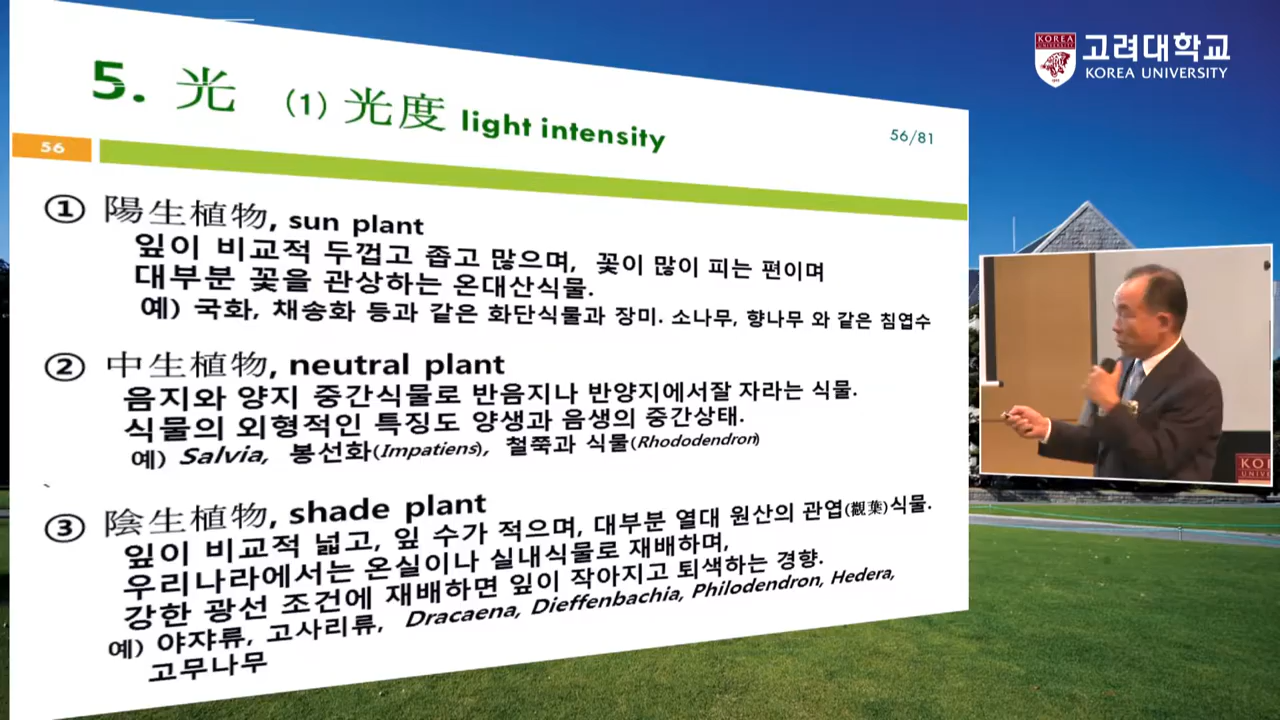 5. 光 (1) 光度 light intensity
56/81
56
① 陽生植物, sun plant
잎이 비교적 두껍고 좁고 많으며, 꽃이 많이 피는 편이며
대부분 꽃을 관상하는 온대산식물.
예) 국화, 채송화 등과 같은 화단식물과 장미. 소나무, 향나무 와 같은 침엽수
② 中生植物, neutral plant
음지와 양지 중간식물로 반음지나 반양지에서잘 자라는 식물.
식물의 외형적인 특징도 양생과 음생의 중간상태.
예) Salvia, 봉선화(Impatiens), 철쭉과 식물(Rhododendron)
③ 陰生植物, shade plant
잎이 비교적 넓고, 잎 수가 적으며, 대부분 열대 원산의 관엽(觀葉)식물.
우리나라에서는 온실이나 실내식물로 재배하며,
강한 광선 조건에 재배하면 잎이 작아지고 퇴색하는 경향.
예) 야쟈류, 고사리류, Dracaena, Dieffenbachia, Philodendron, Hedera,
고무나무
KOREA
UNIVERSITY
고려대학교
KOREA UNIVERSITY
KO
UNIV